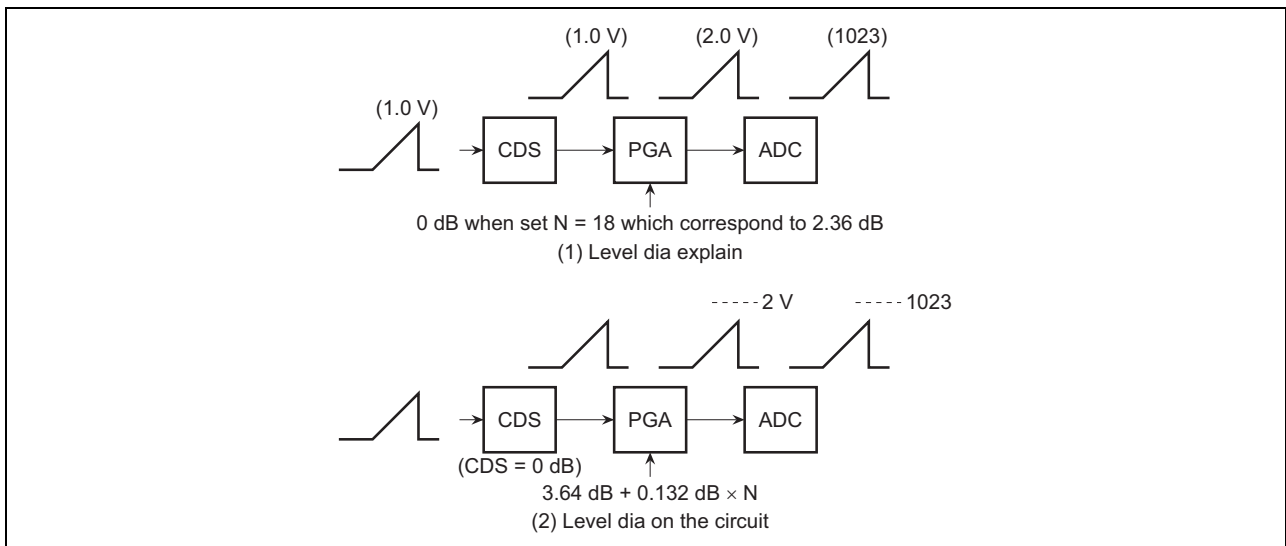 (1.0 V) (2.0 V) (1023)
(1.0 V)
CDS PGA ADC
0 dB when set N = 18 which correspond to 2.36 dB
(1) Level dia explain
2 V 1023
CDS PGA ADC
(CDS = 0 dB)
3.64 dB + 0.132 dB × N
(2) Level dia on the circuit